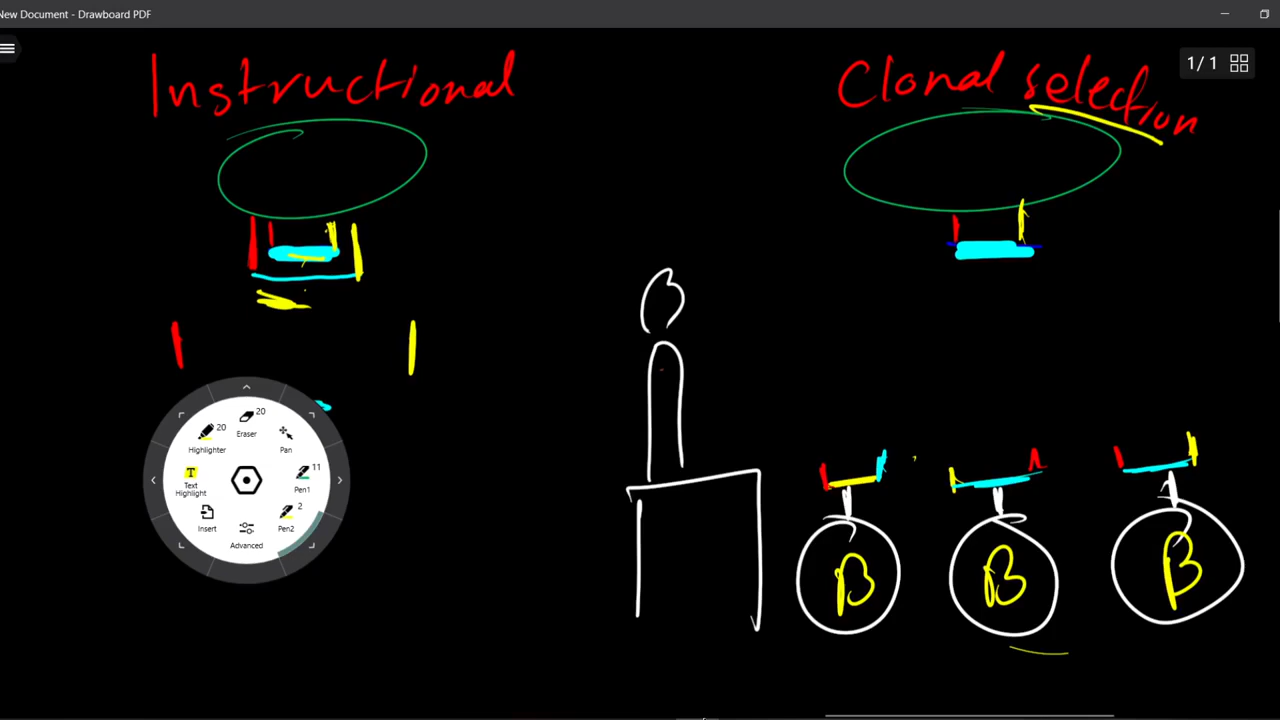 New Document - Drawboard PDF
1/1
Instructional
Clonal selection
20
Eraser
20
Highlighter
Pan
T
Text
Highlight
11
Pen1
Insert
2
Pen2
Advanced
B
B
B